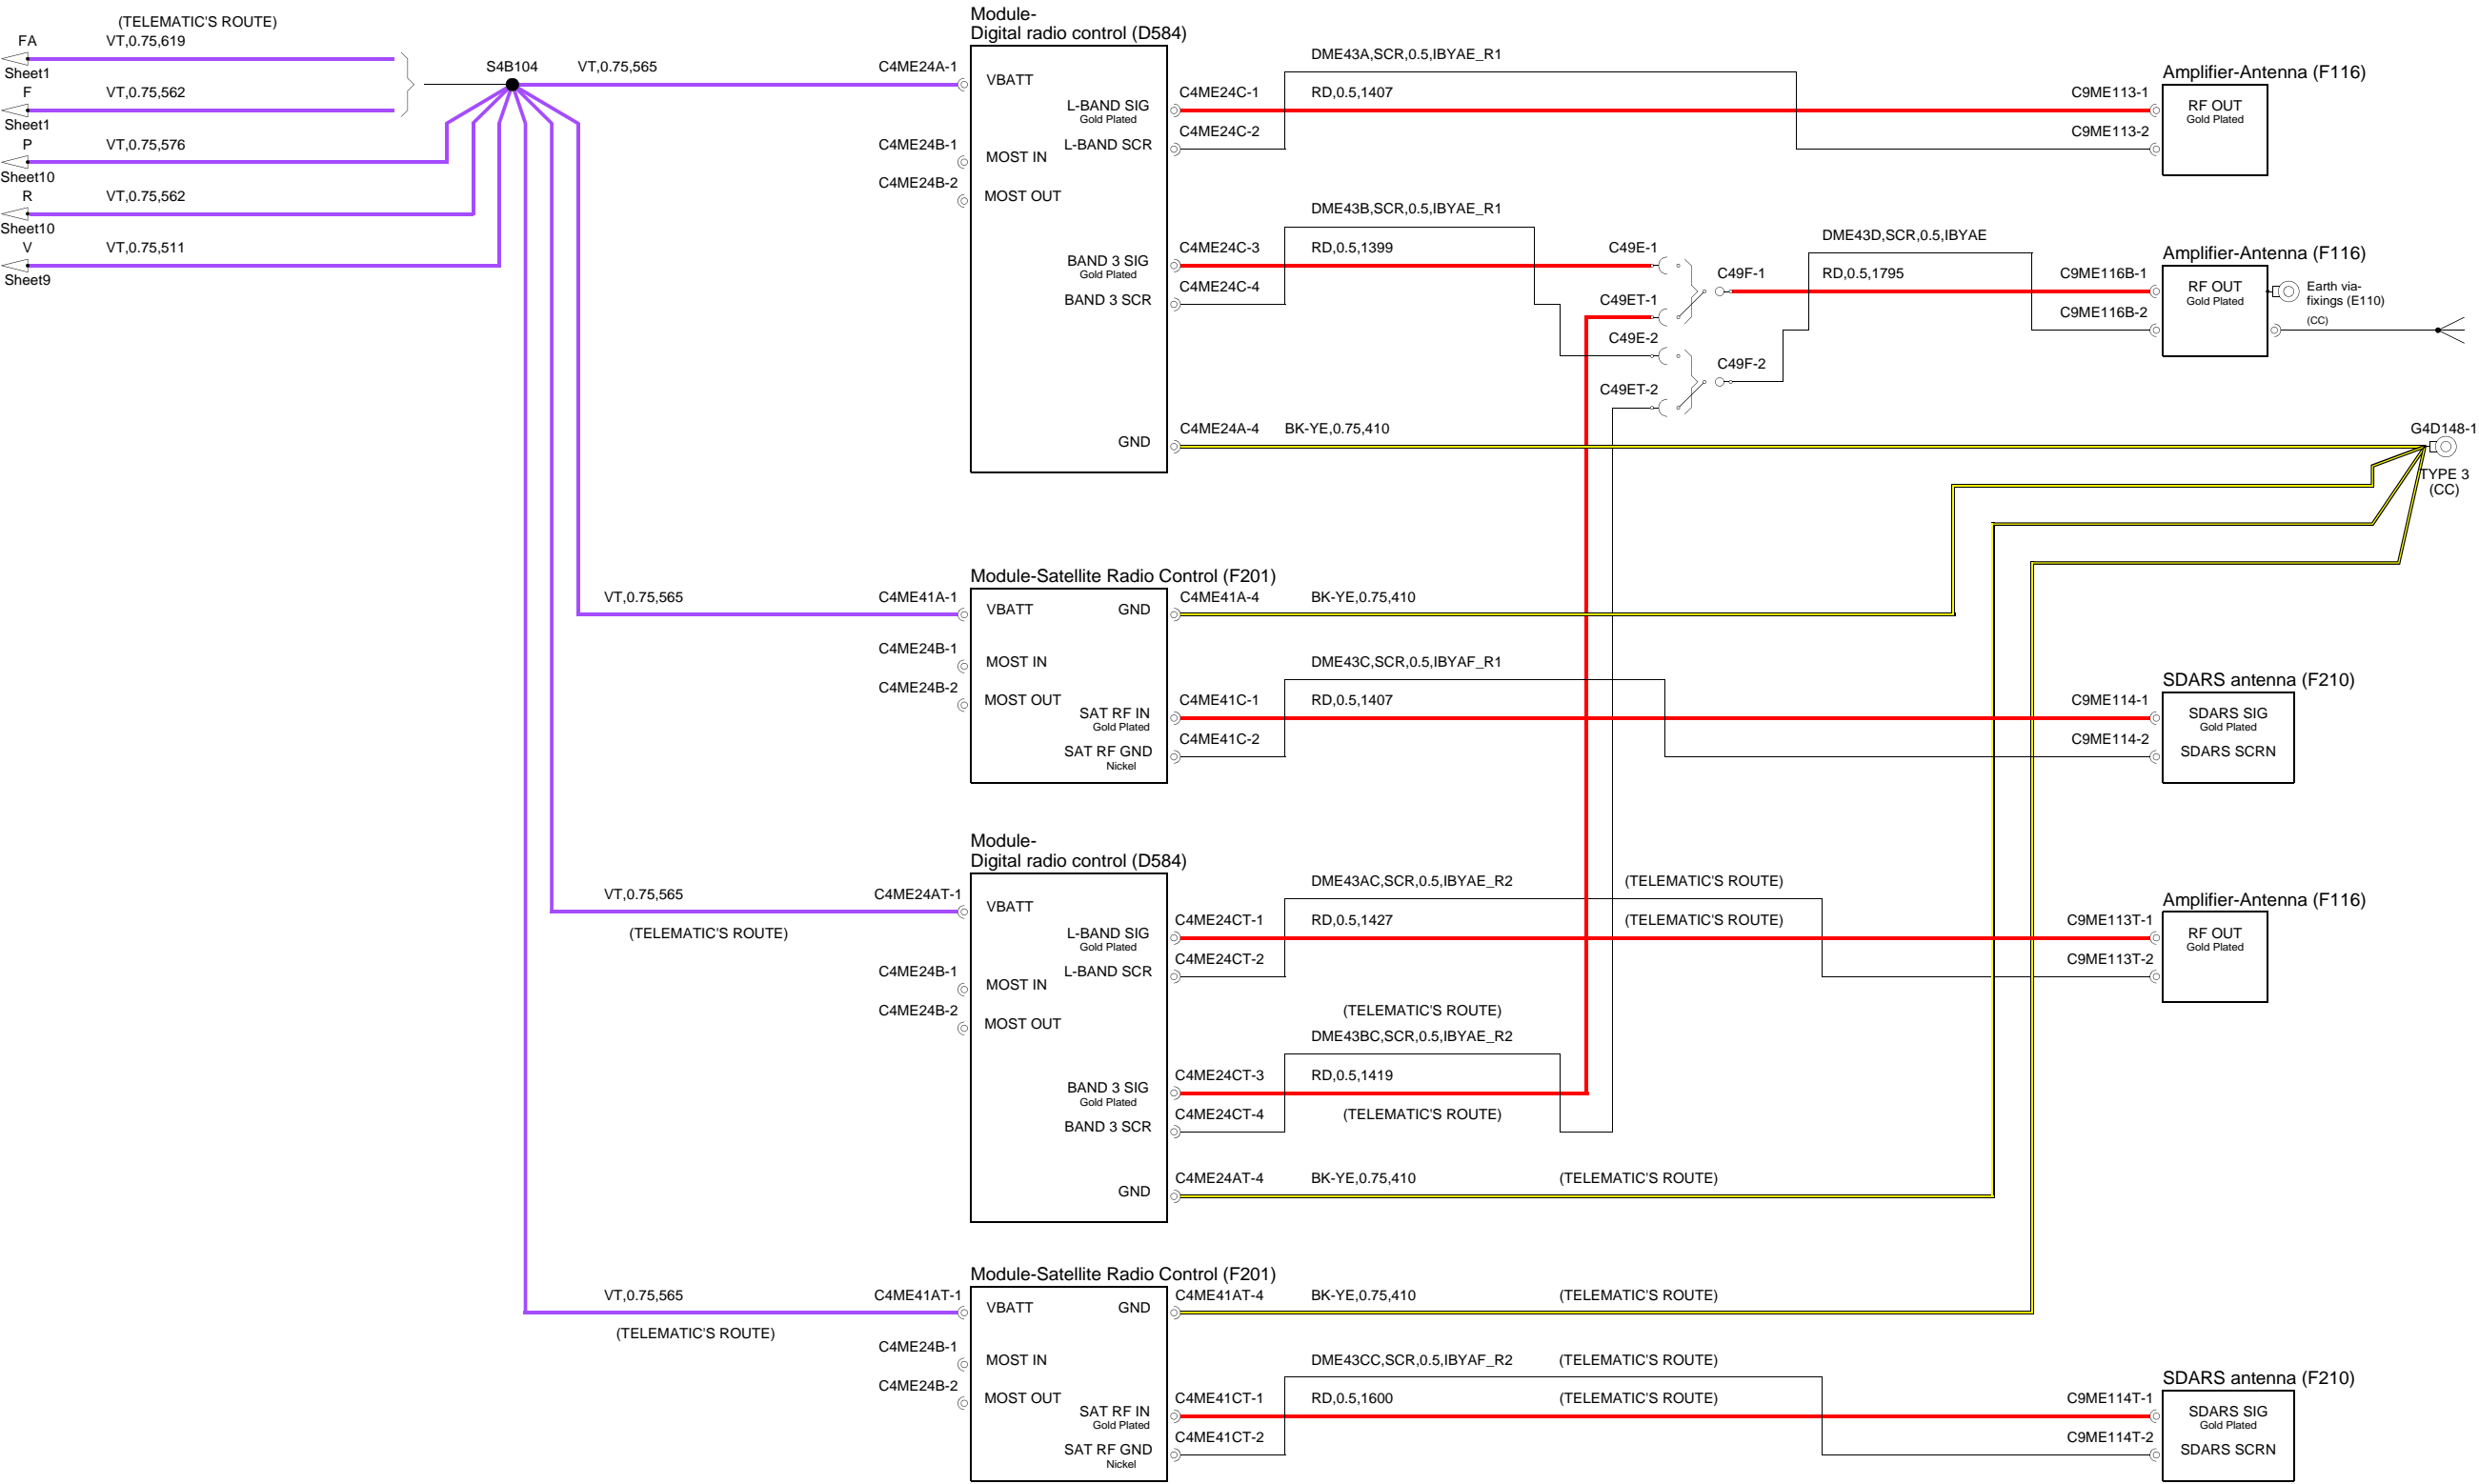 (TELEMATIC'S ROUTE)
FA
VT,0.75,619
Sheet1
F
VT,0.75,562
Sheet1
P
VT,0.75,576
Sheet10
R
VT,0.75,562
Sheet10
V
VT,0.75,511
Sheet9
S4B104
VT,0.75,565
Module-
Digital radio control (D584)
C4ME24A-1
VBATT
C4ME24B-1
MOST IN
C4ME24B-2
MOST OUT
L-BAND SIG
Gold Plated
L-BAND SCR
BAND 3 SIG
Gold Plated
BAND 3 SCR
GND
DME43A,SCR,0.5,IBYAE_R1
C4ME24C-1
RD,0.5,1407
C4ME24C-2
C9ME113-1
C9ME113-2
Amplifier-Antenna (F116)
RF OUT
Gold Plated
DME43B,SCR,0.5,IBYAE_R1
C4ME24C-3
RD,0.5,1399
C4ME24C-4
C49E-1
C49ET-1
C49E-2
C49ET-2
C49F-1
C49F-2
DME43D,SCR,0.5,IBYAE
RD,0.5,1795
C9ME116B-1
C9ME116B-2
Amplifier-Antenna (F116)
RF OUT
Gold Plated
Earth via-
fixings (E110)
(CC)
C4ME24A-4
BK-YE,0.75,410
G4D148-1
TYPE 3
(CC)
Module-Satellite Radio Control (F201)
VT,0.75,565
C4ME41A-1
VBATT
GND
C4ME41A-4
BK-YE,0.75,410
C4ME24B-1
MOST IN
C4ME24B-2
MOST OUT
SAT RF IN
Gold Plated
SAT RF GND
Nickel
DME43C,SCR,0.5,IBYAF_R1
C4ME41C-1
RD,0.5,1407
C4ME41C-2
C9ME114-1
C9ME114-2
SDARS antenna (F210)
SDARS SIG
Gold Plated
SDARS SCRN
Module-
Digital radio control (D584)
VT,0.75,565
(TELEMATIC'S ROUTE)
C4ME24AT-1
VBATT
C4ME24B-1
MOST IN
C4ME24B-2
MOST OUT
L-BAND SIG
Gold Plated
L-BAND SCR
BAND 3 SIG
Gold Plated
BAND 3 SCR
GND
DME43AC,SCR,0.5,IBYAE_R2
(TELEMATIC'S ROUTE)
C4ME24CT-1
RD,0.5,1427
(TELEMATIC'S ROUTE)
C4ME24CT-2
C9ME113T-1
C9ME113T-2
Amplifier-Antenna (F116)
RF OUT
Gold Plated
(TELEMATIC'S ROUTE)
DME43BC,SCR,0.5,IBYAE_R2
C4ME24CT-3
RD,0.5,1419
C4ME24CT-4
(TELEMATIC'S ROUTE)
C4ME24AT-4
BK-YE,0.75,410
(TELEMATIC'S ROUTE)
Module-Satellite Radio Control (F201)
VT,0.75,565
(TELEMATIC'S ROUTE)
C4ME41AT-1
VBATT
GND
C4ME41AT-4
BK-YE,0.75,410
(TELEMATIC'S ROUTE)
C4ME24B-1
MOST IN
C4ME24B-2
MOST OUT
SAT RF IN
Gold Plated
SAT RF GND
Nickel
DME43CC,SCR,0.5,IBYAF_R2
(TELEMATIC'S ROUTE)
C4ME41CT-1
RD,0.5,1600
(TELEMATIC'S ROUTE)
C4ME41CT-2
C9ME114T-1
C9ME114T-2
SDARS antenna (F210)
SDARS SIG
Gold Plated
SDARS SCRN